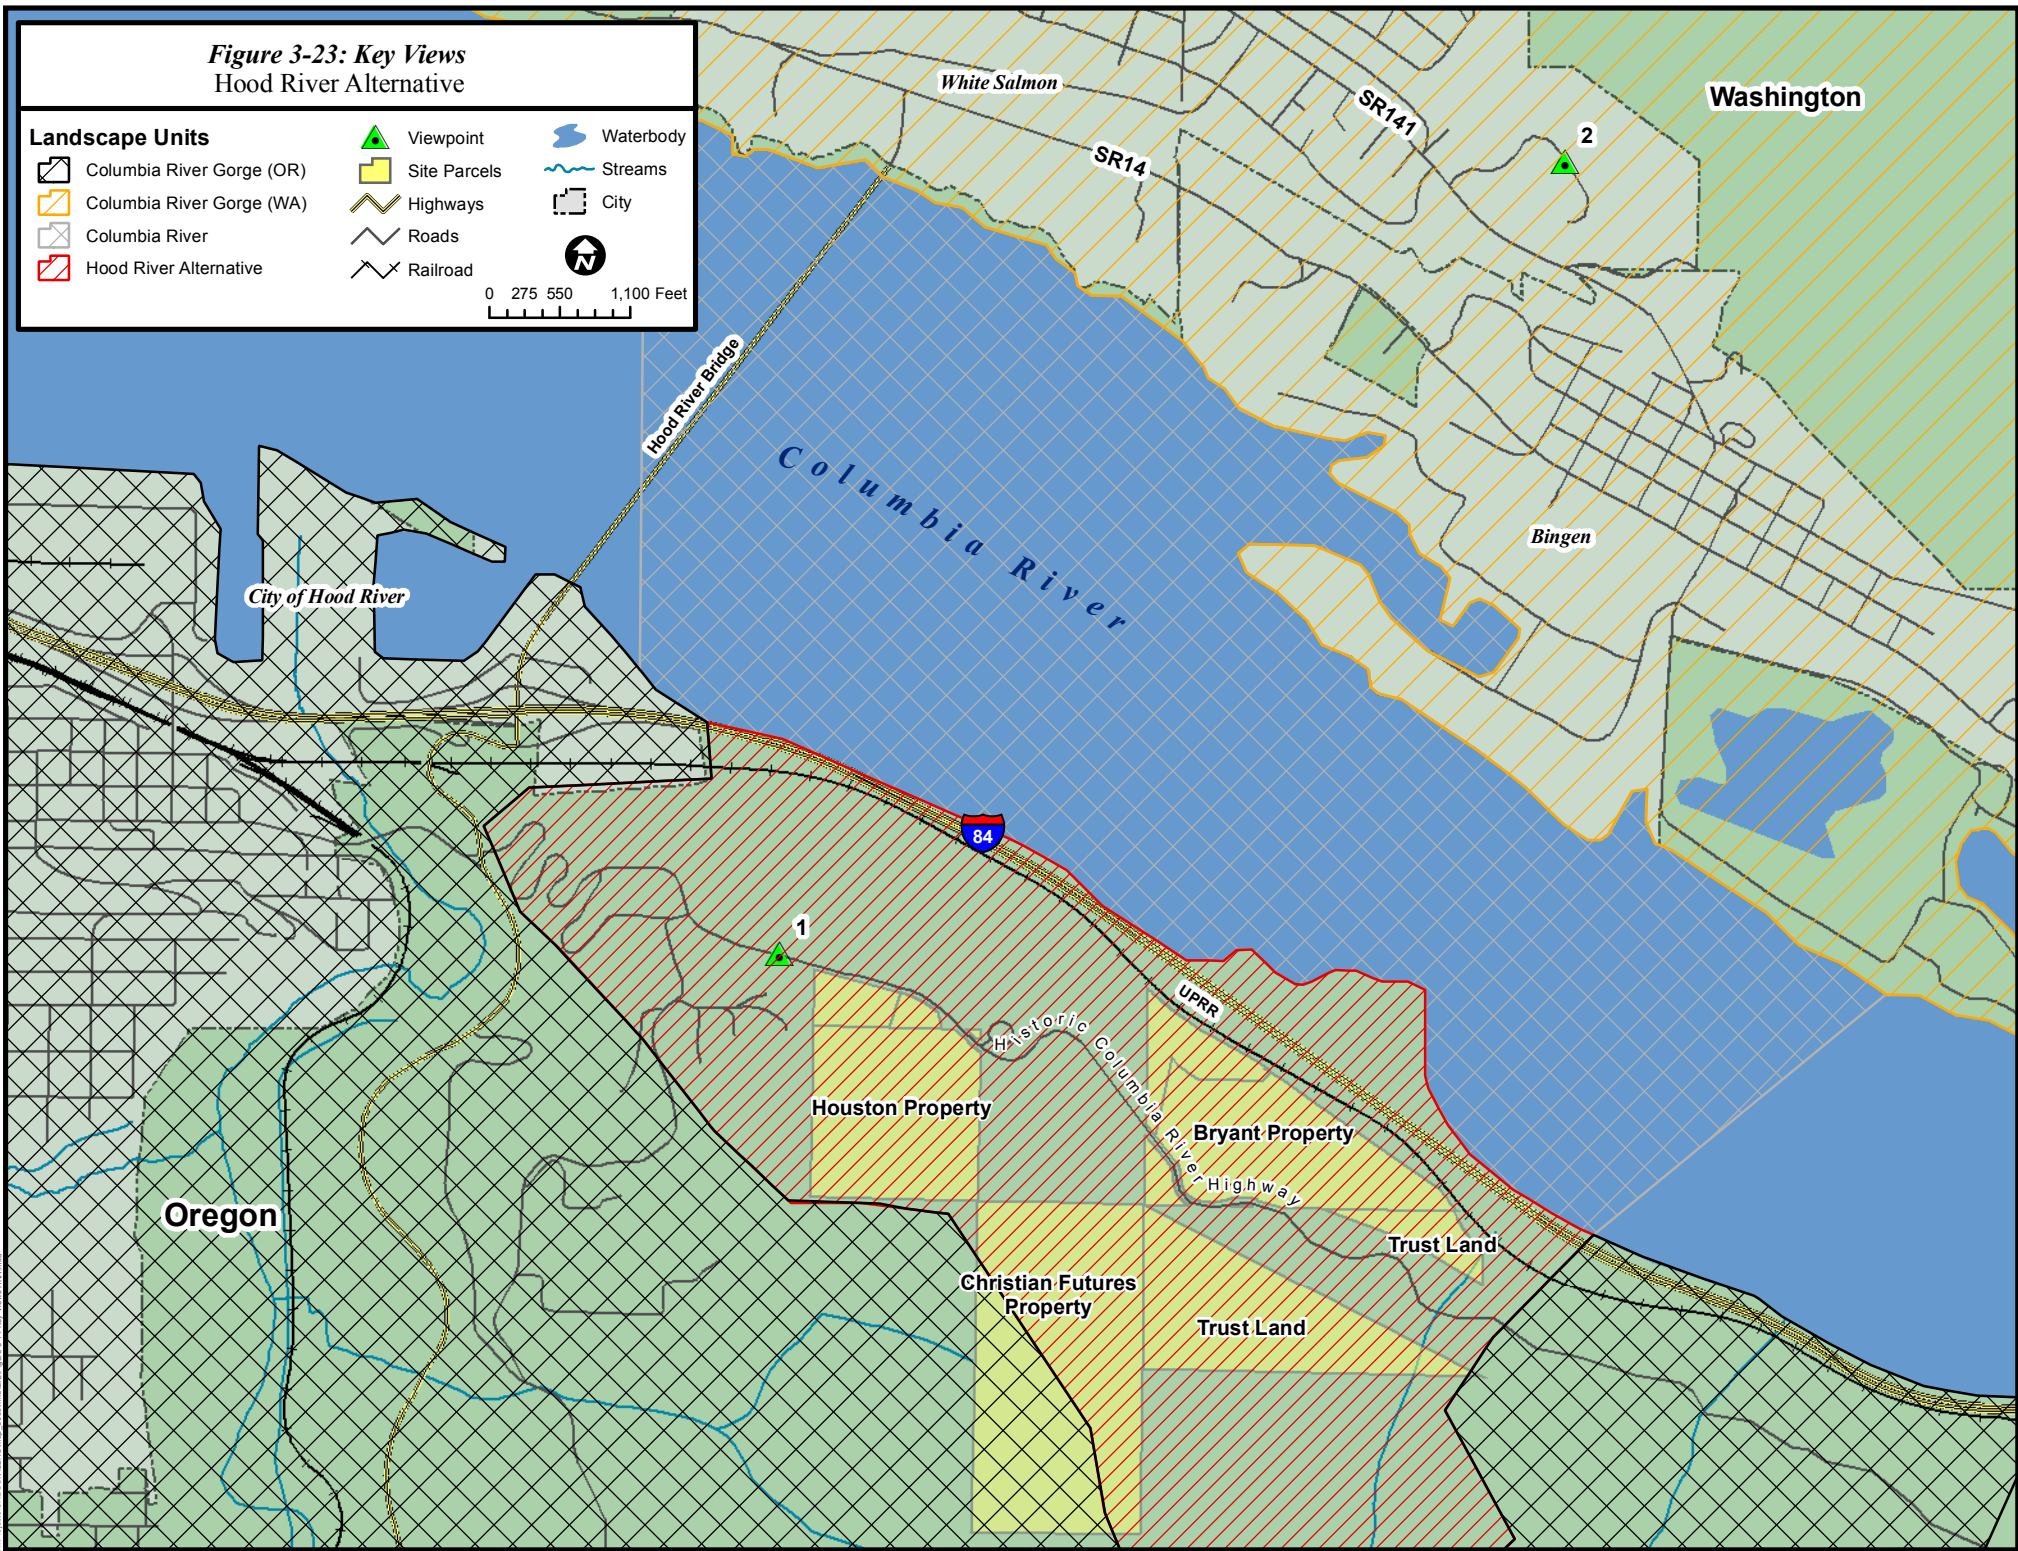 Figure 3-23: Key Views
Hood River Alternative
Landscape Units
Columbia River Gorge (OR)
Columbia River Gorge (WA)
Columbia River
Hood River Alternative
Viewpoint
Site Parcels
Highways
Roads
Railroad
Waterbody
Streams
City
N
0 275 550 1,100 Feet
White Salmon
Washington
SR141
2
SR14
Hood River Bridge
Columbia River
Bingen
City of Hood River
84
1
UPRR
Historic Columbia River Highway
Houston Property
Bryant Property
Oregon
Trust Land
Christian Futures
Property
Trust Land